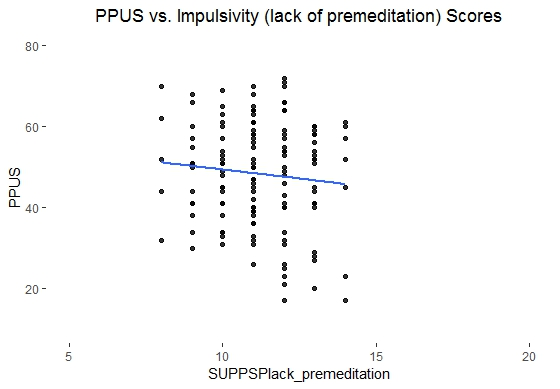 PPUS vs. Impulsivity (lack of premeditation) Scores
80
60
40
20
PPUS
5
10
15
20
SUPPSPlack_premeditation